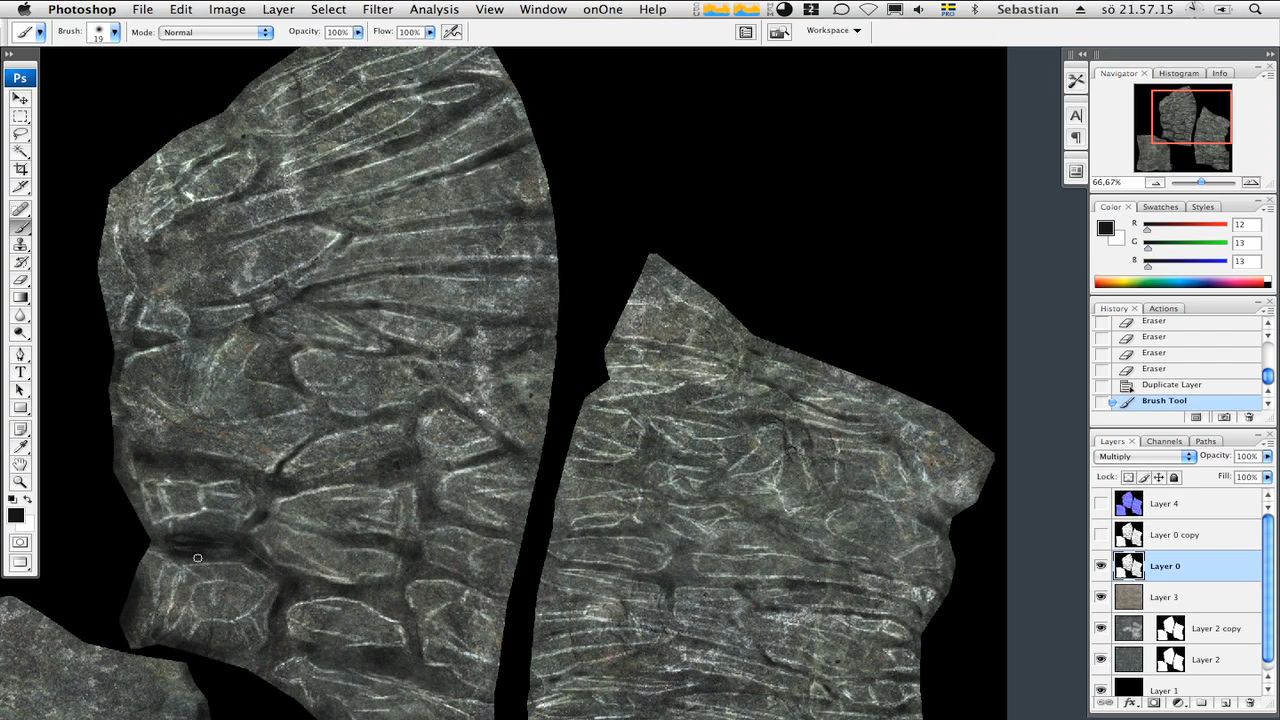 Photoshop File Edit Image Layer Select Filter Analysis View Window onOne Help Sebastian sö 21.57.15
Brush: 19 Mode: Normal Opacity: 100% Flow: 100% Workspace
PRO
Ps
Navigator Histogram Info
66,67%
Color Swatches Styles
R 12
G 13
B 13
History Actions
Eraser
Eraser
Eraser
Eraser
Duplicate Layer
Brush Tool
Layers Channels Paths
Multiply Opacity: 100%
Lock: Fill: 100%
Layer 4
Layer 0 copy
Layer 0
Layer 3
Layer 2 copy
Layer 2
Layer 1